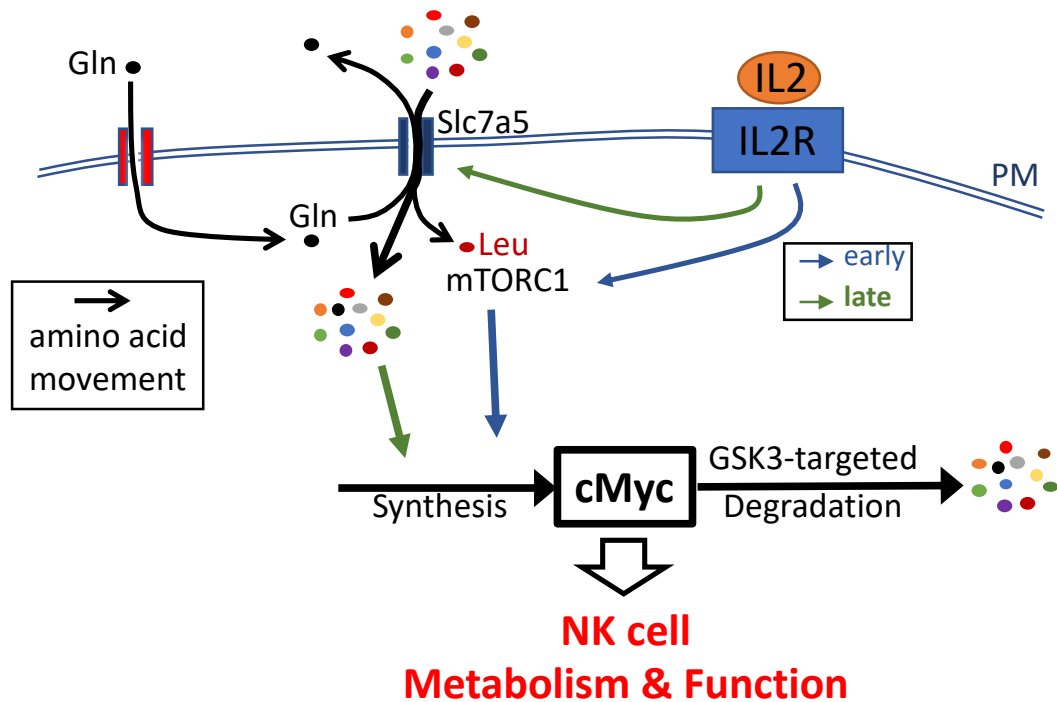 Gln
Slc7a5
IL2
IL2R
PM
Gln
Leu
mTORC1
early
late
amino acid
movement
Synthesis
cMyc
GSK3-targeted
Degradation
NK cell
Metabolism & Function